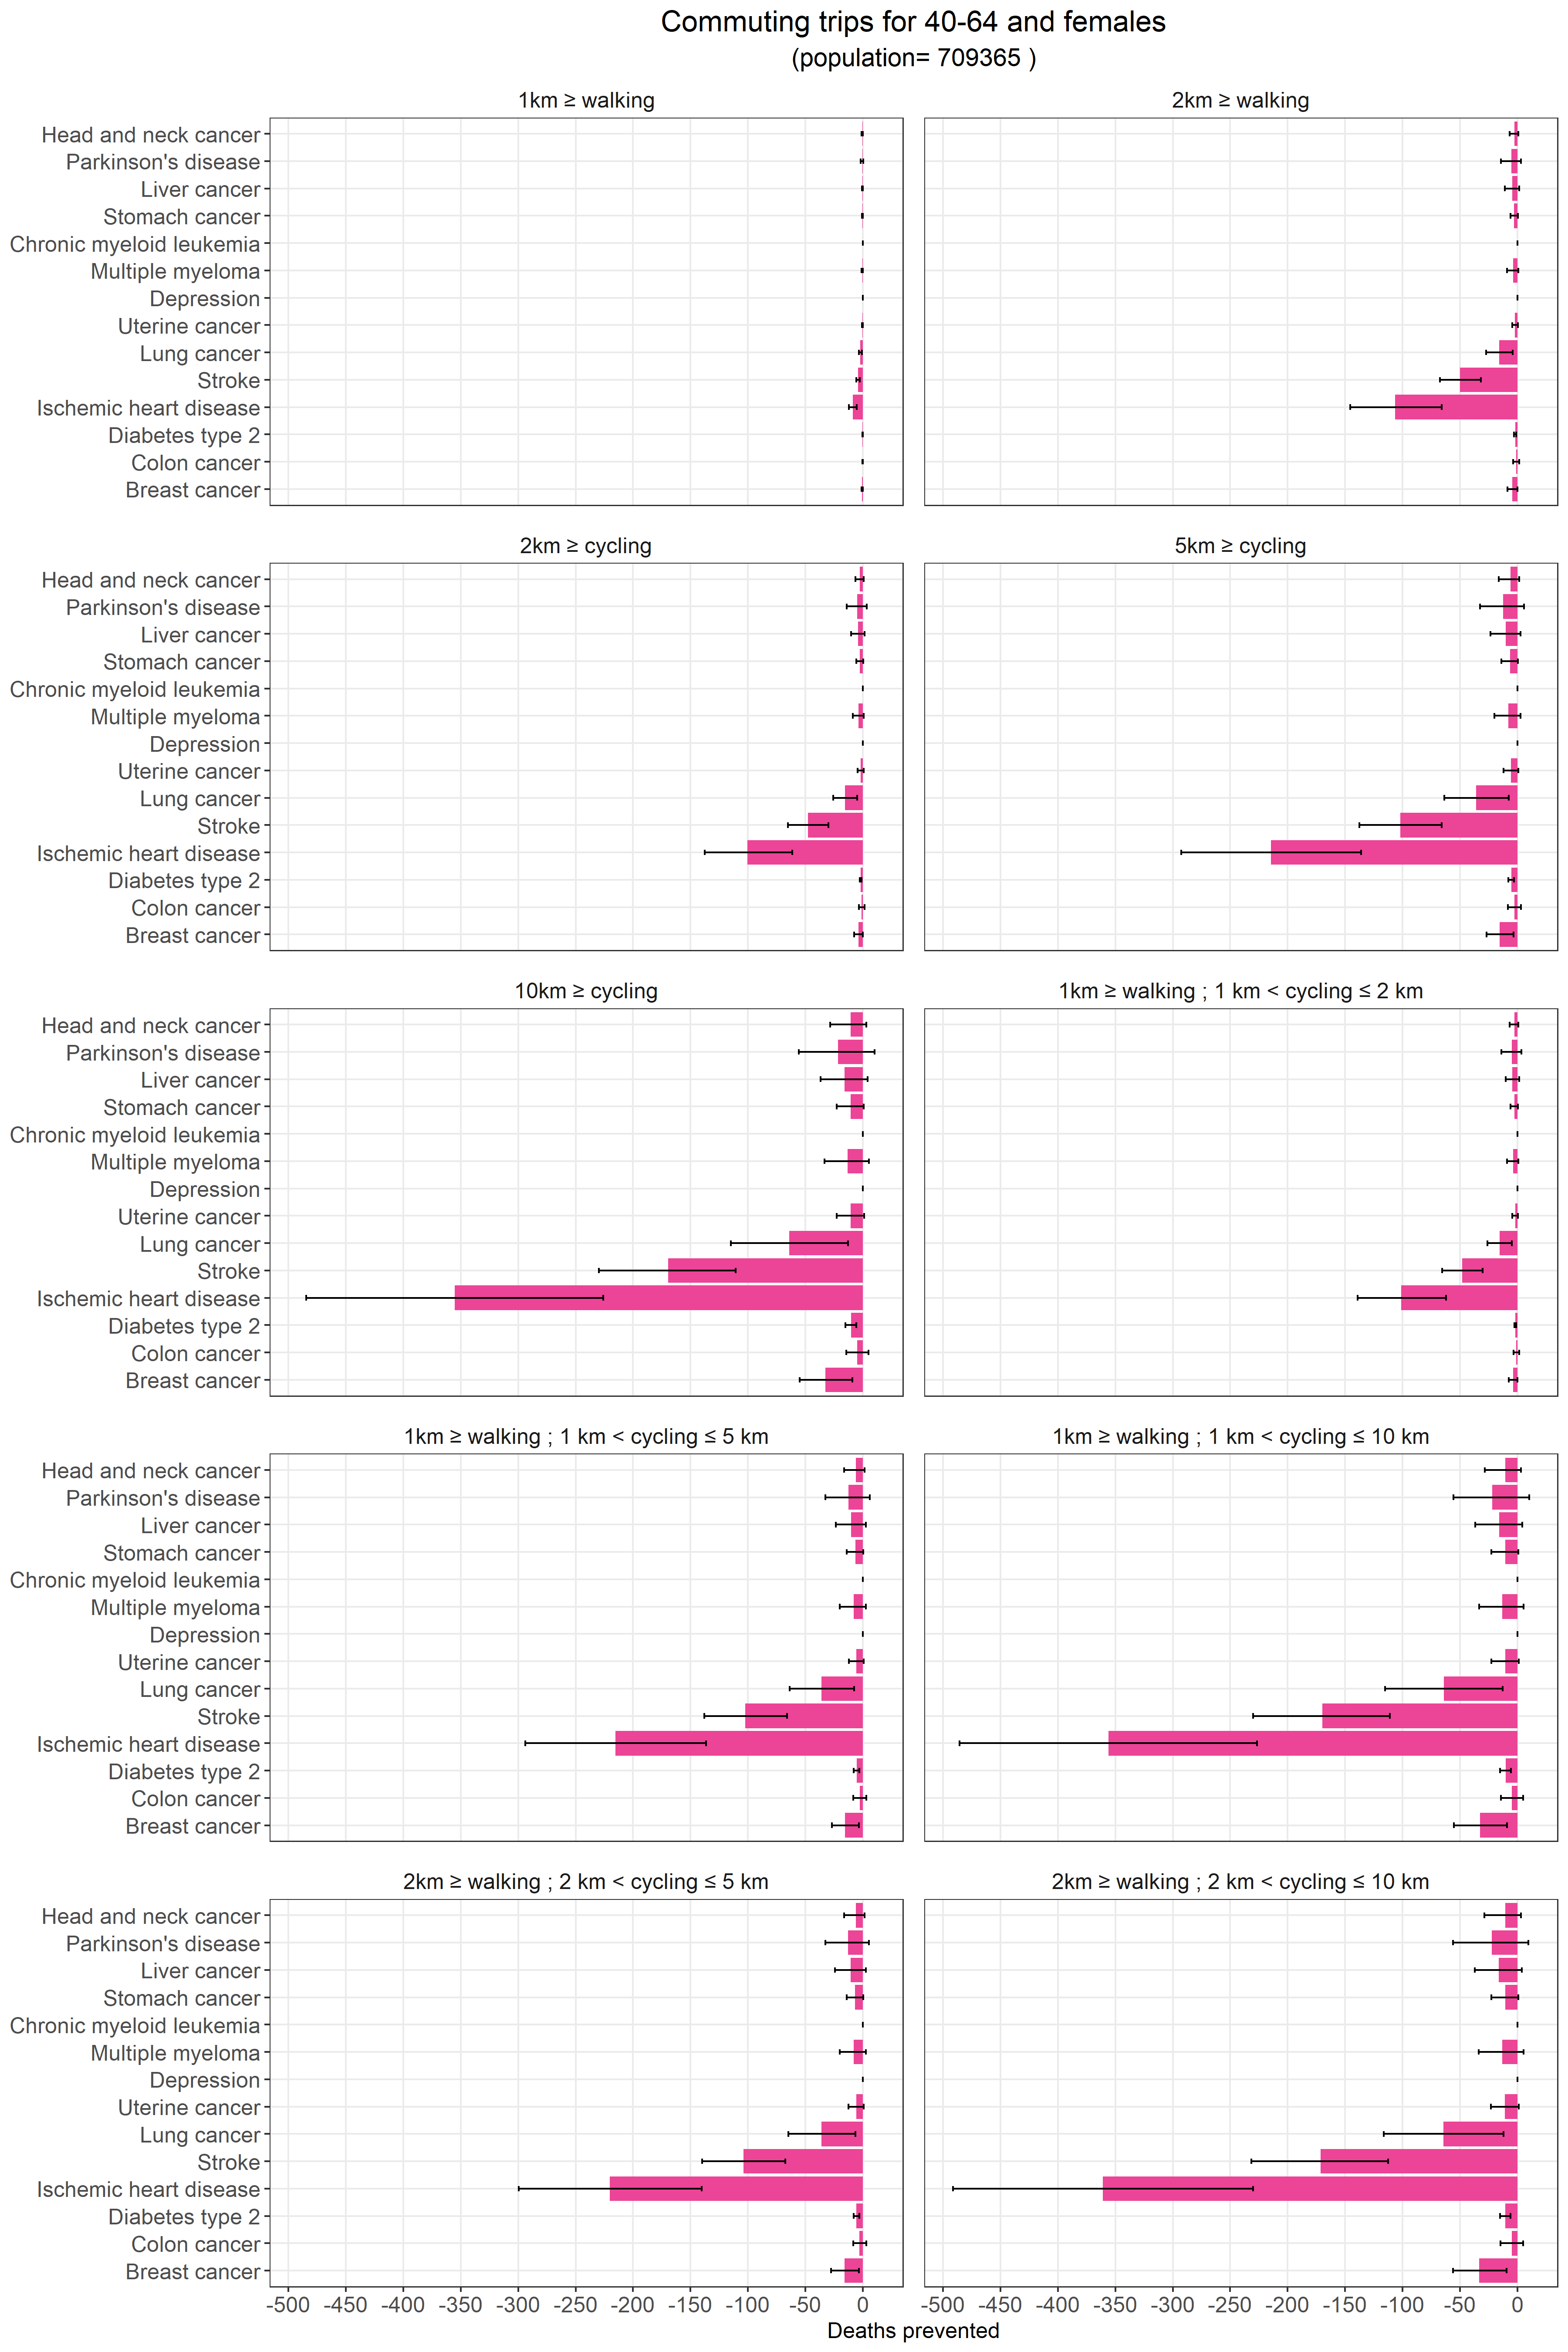 Commuting trips for 40-64 and females
(population= 709365 )
1km ≥ walking
2km ≥ walking
Head and neck cancer
Parkinson's disease
Liver cancer
Stomach cancer
Chronic myeloid leukemia
Multiple myeloma
Depression
Uterine cancer
Lung cancer
Stroke
Ischemic heart disease
Diabetes type 2
Colon cancer
Breast cancer
2km ≥ cycling
5km ≥ cycling
Head and neck cancer
Parkinson's disease
Liver cancer
Stomach cancer
Chronic myeloid leukemia
Multiple myeloma
Depression
Uterine cancer
Lung cancer
Stroke
Ischemic heart disease
Diabetes type 2
Colon cancer
Breast cancer
10km ≥ cycling
1km ≥ walking ; 1 km < cycling ≤ 2 km
Head and neck cancer
Parkinson's disease
Liver cancer
Stomach cancer
Chronic myeloid leukemia
Multiple myeloma
Depression
Uterine cancer
Lung cancer
Stroke
Ischemic heart disease
Diabetes type 2
Colon cancer
Breast cancer
1km ≥ walking ; 1 km < cycling ≤ 5 km
1km ≥ walking ; 1 km < cycling ≤ 10 km
Head and neck cancer
Parkinson's disease
Liver cancer
Stomach cancer
Chronic myeloid leukemia
Multiple myeloma
Depression
Uterine cancer
Lung cancer
Stroke
Ischemic heart disease
Diabetes type 2
Colon cancer
Breast cancer
2km ≥ walking ; 2 km < cycling ≤ 5 km
2km ≥ walking ; 2 km < cycling ≤ 10 km
Head and neck cancer
Parkinson's disease
Liver cancer
Stomach cancer
Chronic myeloid leukemia
Multiple myeloma
Depression
Uterine cancer
Lung cancer
Stroke
Ischemic heart disease
Diabetes type 2
Colon cancer
Breast cancer
-500 -450 -400 -350 -300 -250 -200 -150 -100 -50 0
-500 -450 -400 -350 -300 -250 -200 -150 -100 -50 0
Deaths prevented